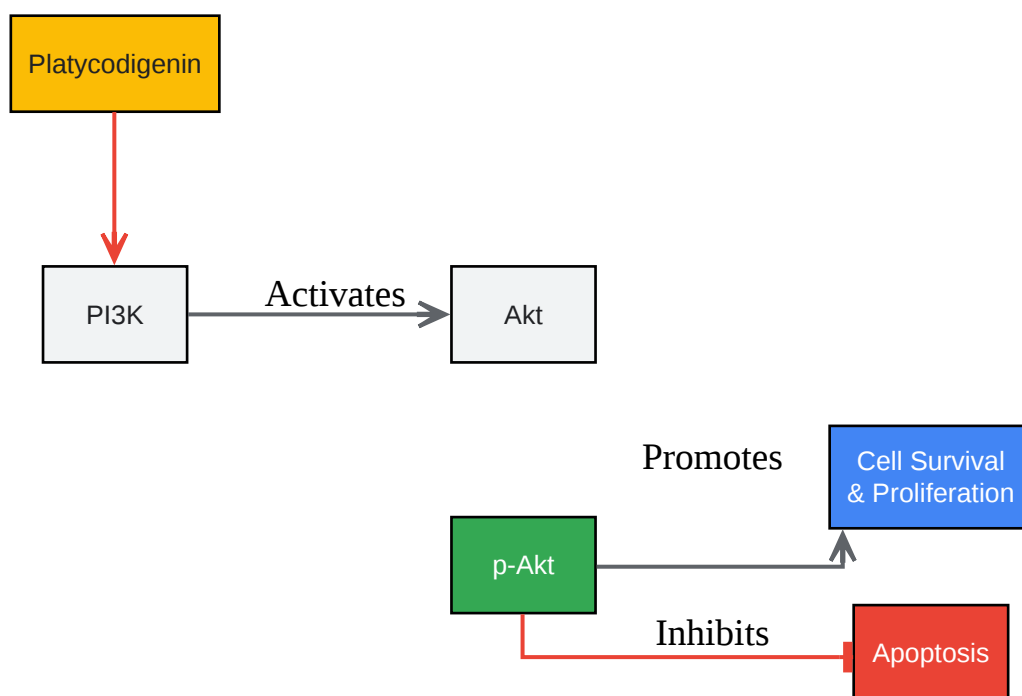 Platycodigenin
PI3K
Activates
Akt
Promotes
Cell Survival
& Proliferation
p-Akt
Inhibits
Apoptosis